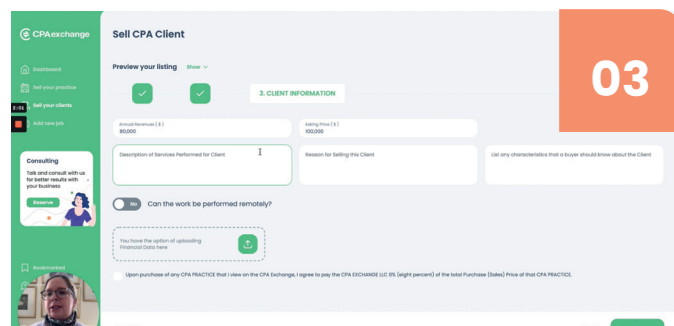 CPAexchange
Sell CPA Client
03
Dashboard
Preview your listing Show
Sell your practice
2:01
Sell your clients
3. CLIENT INFORMATION
Add new job
Annual Revenues ( $ )
80,000
Asking Price ( $ )
100,000
Description of Services Performed for Client
Reason for Selling this Client
List any characteristics that a buyer should know about the Client
Consulting
Talk and consult with us
for better results with
your business
Reserve
No Can the work be performed remotely?
You have the option of uploading
Financial Data here
Bookmarked
Upon purchase of any CPA PRACTICE that I view on the CPA Exchange, I agree to pay the CPA EXCHANGE LLC 8% (eight percent) of the total Purchase (Sales) Price of that CPA PRACTICE.